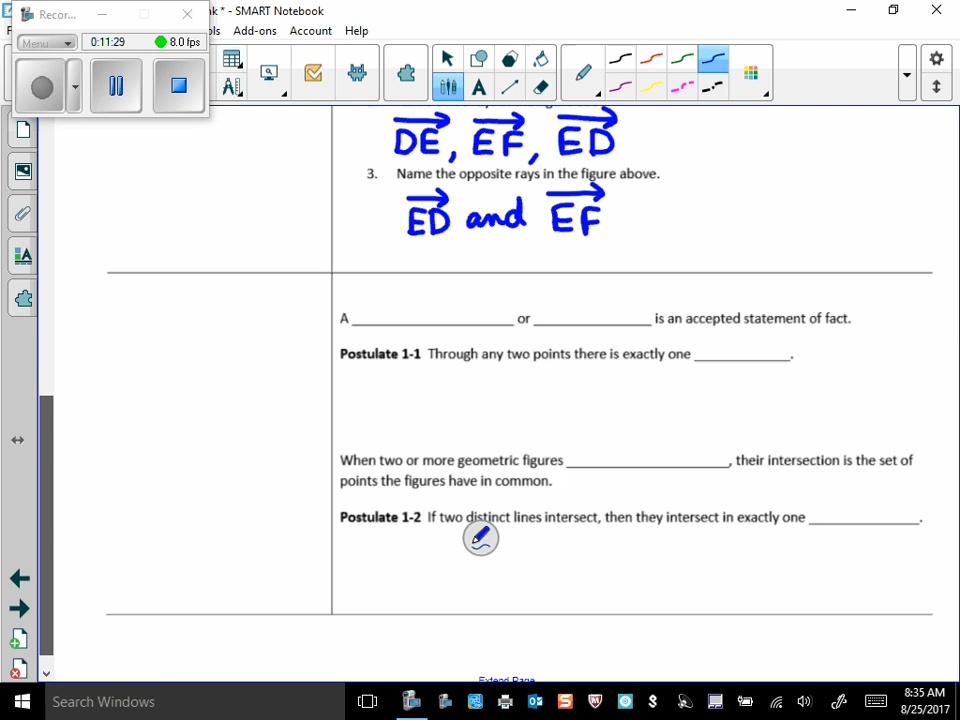 Recor...
k * - SMART Notebook
Menu
0:11:29
8.0 fps
ols Add-ons Account Help
DE, EF, ED
3. Name the opposite rays in the figure above.
ED and EF
A ____________________ or ______________ is an accepted statement of fact.
Postulate 1-1 Through any two points there is exactly one ____________.
When two or more geometric figures ____________________, their intersection is the set of
points the figures have in common.
Postulate 1-2 If two distinct lines intersect, then they intersect in exactly one ______________.
Extend Page
Search Windows
8:35 AM
8/25/2017